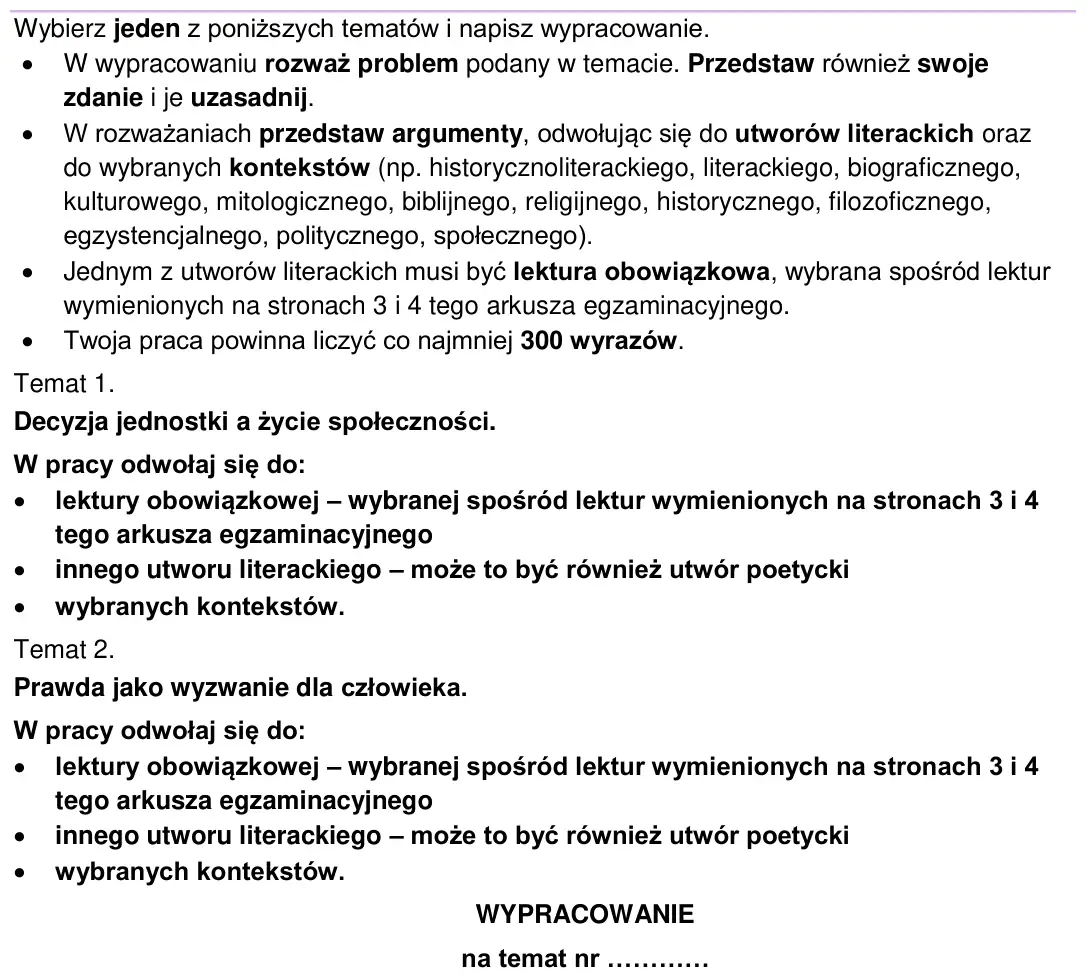 Wybierz jeden z poniższych tematów i napisz wypracowanie.
• W wypracowaniu rozważ problem podany w temacie. Przedstaw również swoje
zdanie i je uzasadnij.
• W rozważaniach przedstaw argumenty, odwołując się do utworów literackich oraz
do wybranych kontekstów (np. historycznoliterackiego, literackiego, biograficznego,
kulturowego, mitologicznego, biblijnego, religijnego, historycznego, filozoficznego,
egzystencjalnego, politycznego, społecznego).
• Jednym z utworów literackich musi być lektura obowiązkowa, wybrana spośród lektur
wymienionych na stronach 3 i 4 tego arkusza egzaminacyjnego.
• Twoja praca powinna liczyć co najmniej 300 wyrazów.
Temat 1.
Decyzja jednostki a życie społeczności.
W pracy odwołaj się do:
• lektury obowiązkowej – wybranej spośród lektur wymienionych na stronach 3 i 4
tego arkusza egzaminacyjnego
• innego utworu literackiego – może to być również utwór poetycki
• wybranych kontekstów.
Temat 2.
Prawda jako wyzwanie dla człowieka.
W pracy odwołaj się do:
• lektury obowiązkowej – wybranej spośród lektur wymienionych na stronach 3 i 4
tego arkusza egzaminacyjnego
• innego utworu literackiego – może to być również utwór poetycki
• wybranych kontekstów.
WYPRACOWANIE
na temat nr …………